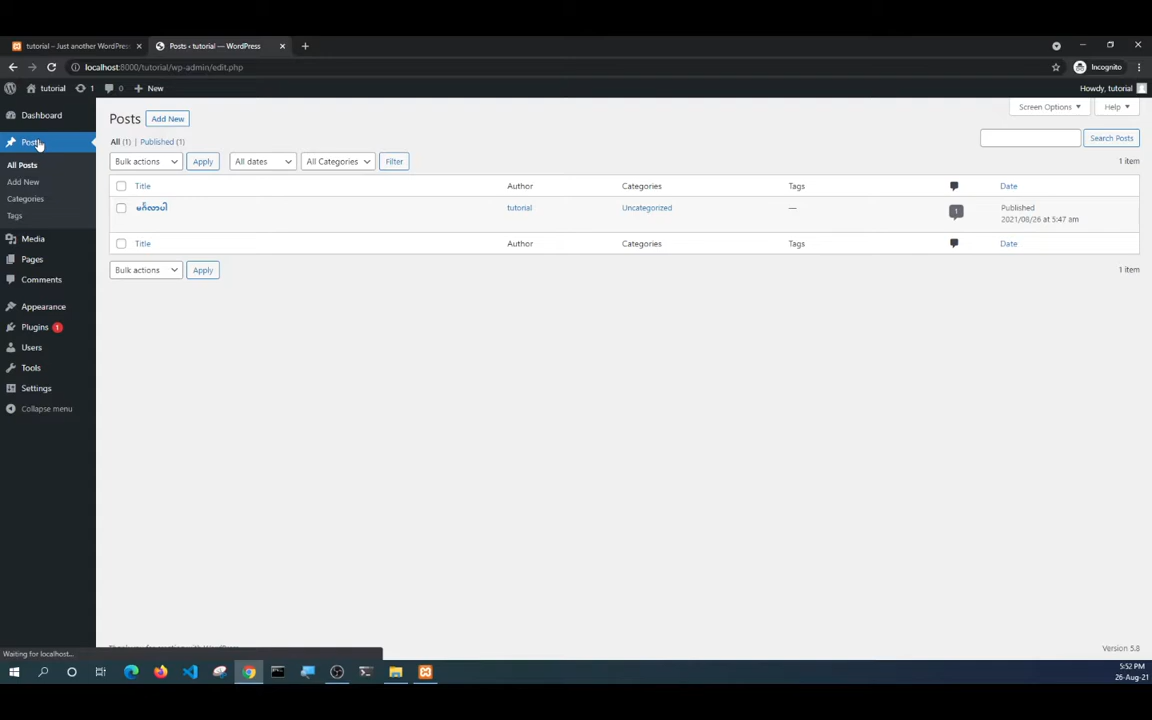 tutorial – Just another WordPress
Posts ‹ tutorial — WordPress
localhost:8000/tutorial/wp-admin/edit.php
Incognito
tutorial
1
0
New
Howdy, tutorial
Dashboard
Posts
All Posts
Add New
Categories
Tags
Media
Pages
Comments
Appearance
Plugins 1
Users
Tools
Settings
Collapse menu
Posts Add New
Screen Options
Help
All (1) | Published (1)
Search Posts
Bulk actions Apply All dates All Categories Filter
1 item
Title Author Categories Tags Date
မင်္ဂလာပါ tutorial Uncategorized — 1 Published
2021/08/26 at 5:47 am
Title Author Categories Tags Date
Bulk actions Apply
1 item
Version 5.8
Waiting for localhost...
5:52 PM
26-Aug-21